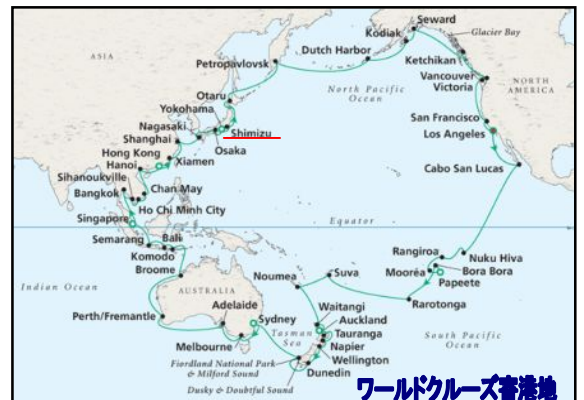 Seward
Kodiak
Glacier Bay
Dutch Harbor
ASIA
Petropavlovsk
Ketchikan
Vancouver
Victoria
NORTH
AMERICA
North Pacific
Ocean
Otaru
Yokohama
Nagasaki
Shanghai
Shimizu
Osaka
San Francisco
Los Angeles
Hong Kong
Xiamen
Hanoi
Sihanoukville
Bangkok
Chan May
Cabo San Lucas
Ho Chi Minh City
Singapore
Equator
Semarang
Bali
Komodo
Broome
Rangiroa
Nuku Hiva
Bora Bora
Mooréa
Papeete
Indian Ocean
Noumea
Suva
Rarotonga
AUSTRALIA
Adelaide
Sydney
Waitangi
Auckland
Tauranga
Napier
Wellington
Perth/Fremantle
Tasman
Sea
South Pacific
Ocean
Melbourne
Fiordland National Park
& Milford Sound
Dunedin
Dusky & Doubtful Sound
ワールドクルーズ寄港地